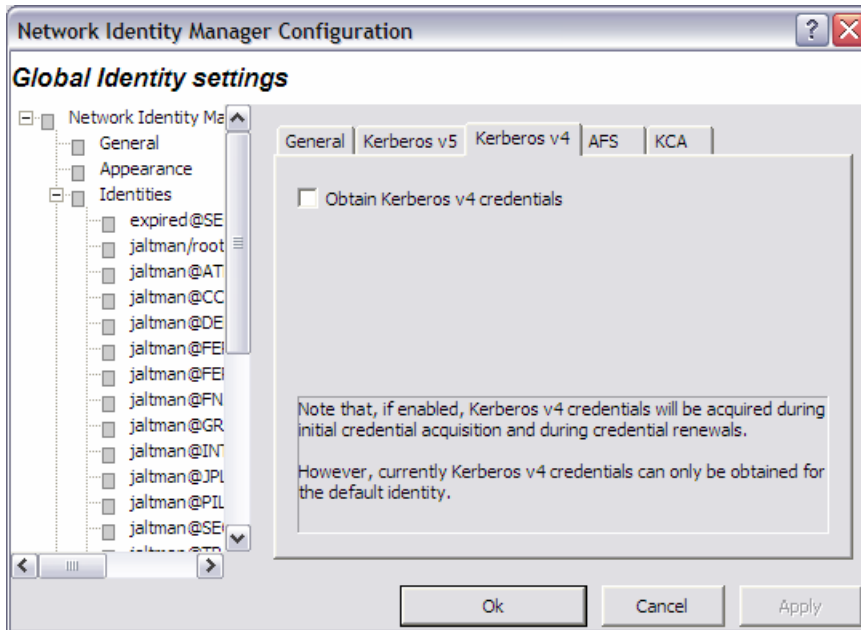 Network Identity Manager Configuration
?
Global Identity settings
Network Identity Ma
General
Appearance
Identities
expired@SE
jaltman/root
jaltman@AT
jaltman@CC
jaltman@DE
jaltman@FE
jaltman@FE
jaltman@FN
jaltman@GR
jaltman@INT
jaltman@JPL
jaltman@PIL
jaltman@SE
General
Kerberos v5
Kerberos v4
AFS
KCA
Obtain Kerberos v4 credentials
Note that, if enabled, Kerberos v4 credentials will be acquired during
initial credential acquisition and during credential renewals.
However, currently Kerberos v4 credentials can only be obtained for
the default identity.
Ok
Cancel
Apply